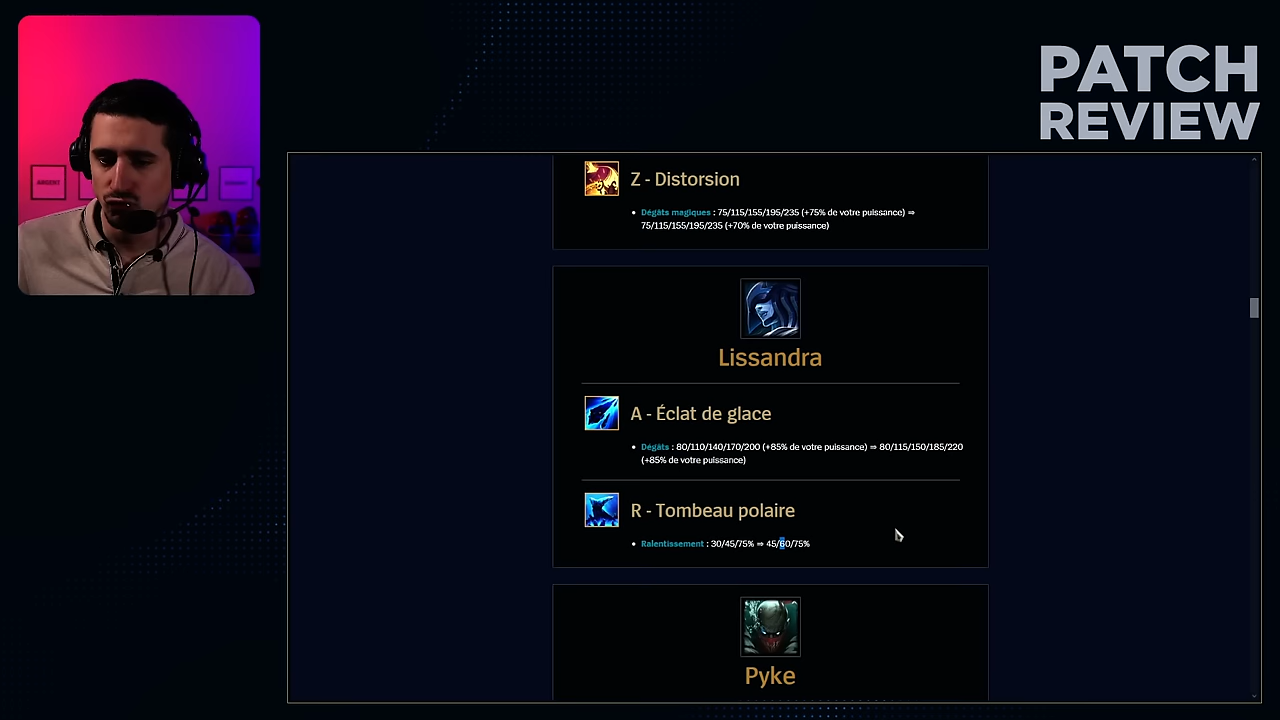 PATCH
REVIEW
Z - Distorsion
• Dégâts magiques : 75/115/155/195/235 (+75% de votre puissance) ⇒
75/115/155/195/235 (+70% de votre puissance)
Lissandra
A - Éclat de glace
• Dégâts : 80/110/140/170/200 (+85% de votre puissance) ⇒ 80/115/150/185/220
(+85% de votre puissance)
R - Tombeau polaire
• Ralentissement : 30/45/75% ⇒ 45/60/75%
Pyke
ARGENT